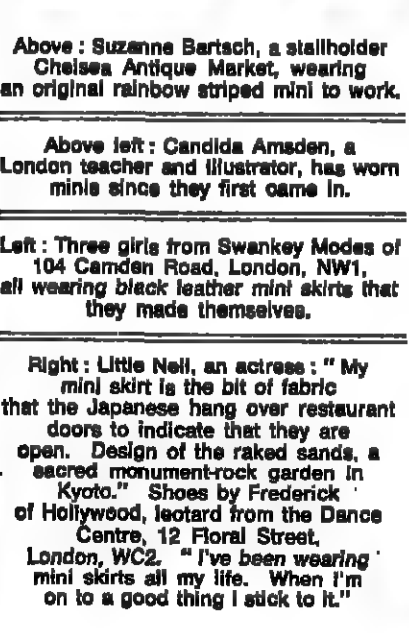 Above : Suzanne Bartsch, a stallholder
Chelsea Antique Market, wearing
an original rainbow striped mini to work.
Above left : Candida Amsden, a
London teacher and illustrator, has worn
minis since they first came in.
Left : Three girls from Swankey Modes of
104 Camden Road, London, NW1,
all wearing black leather mini skirts that
they made themselves.
Right : Little Nell, an actress : " My
mini skirt is the bit of fabric
that the Japanese hang over restaurant
doors to indicate that they are
open. Design of the raked sands, a
sacred monument-rock garden in
Kyoto." Shoes by Frederick
of Hollywood, leotard from the Dance
Centre, 12 Floral Street,
London, WC2. " I've been wearing
mini skirts all my life. When I'm
on to a good thing I stick to it."